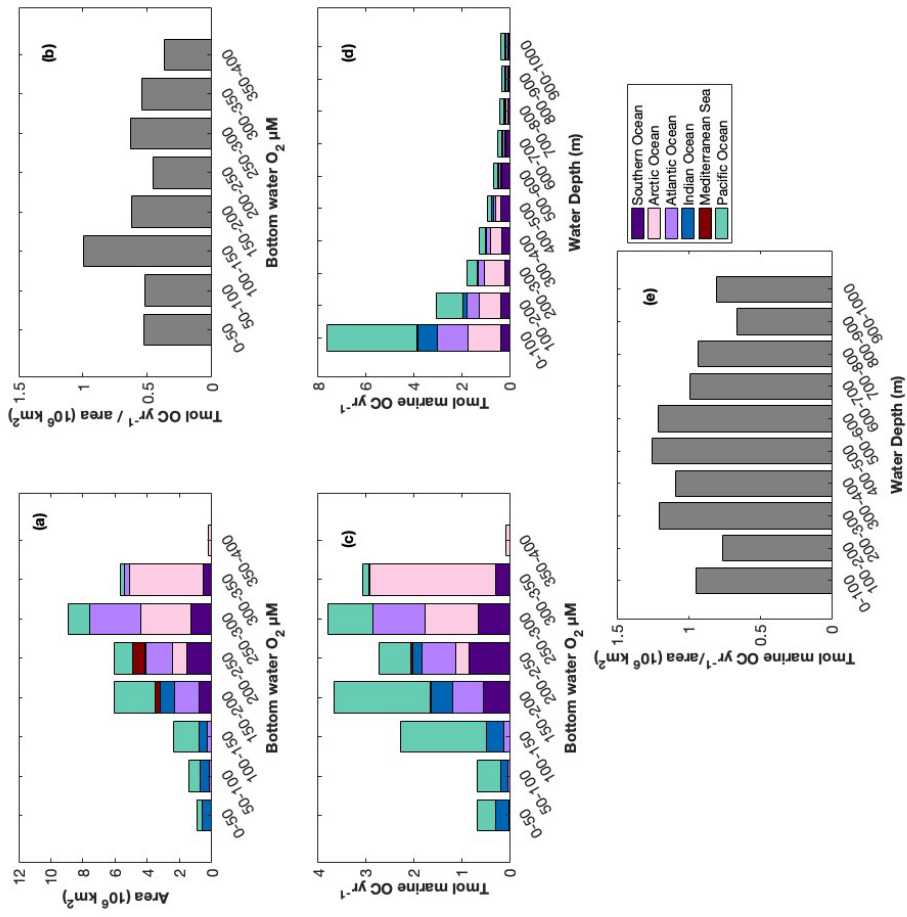 (a)
Area (10⁶ km²)
12
10
8
6
4
2
0
0-50 50-100 100-150 150-200 200-250 250-300 300-350 350-400
Bottom water O₂ µM
(b)
Tmol OC yr⁻¹ / area (10⁶ km²)
1.5
1
0.5
0
0-50 50-100 100-150 150-200 200-250 250-300 300-350 350-400
Bottom water O₂ µM
(c)
Tmol marine OC yr⁻¹
4
3
2
1
0
0-50 50-100 100-150 150-200 200-250 250-300 300-350 350-400
Bottom water O₂ µM
(d)
Tmol marine OC yr⁻¹
8
6
4
2
0
0-100 100-200 200-300 300-400 400-500 500-600 600-700 700-800 800-900 900-1000
Water Depth (m)
(e)
Tmol marine OC yr⁻¹/area (10⁶ km²)
1.5
1
0.5
0
0-100 100-200 200-300 300-400 400-500 500-600 600-700 700-800 800-900 900-1000
Water Depth (m)
Southern Ocean
Arctic Ocean
Atlantic Ocean
Indian Ocean
Mediterranean Sea
Pacific Ocean